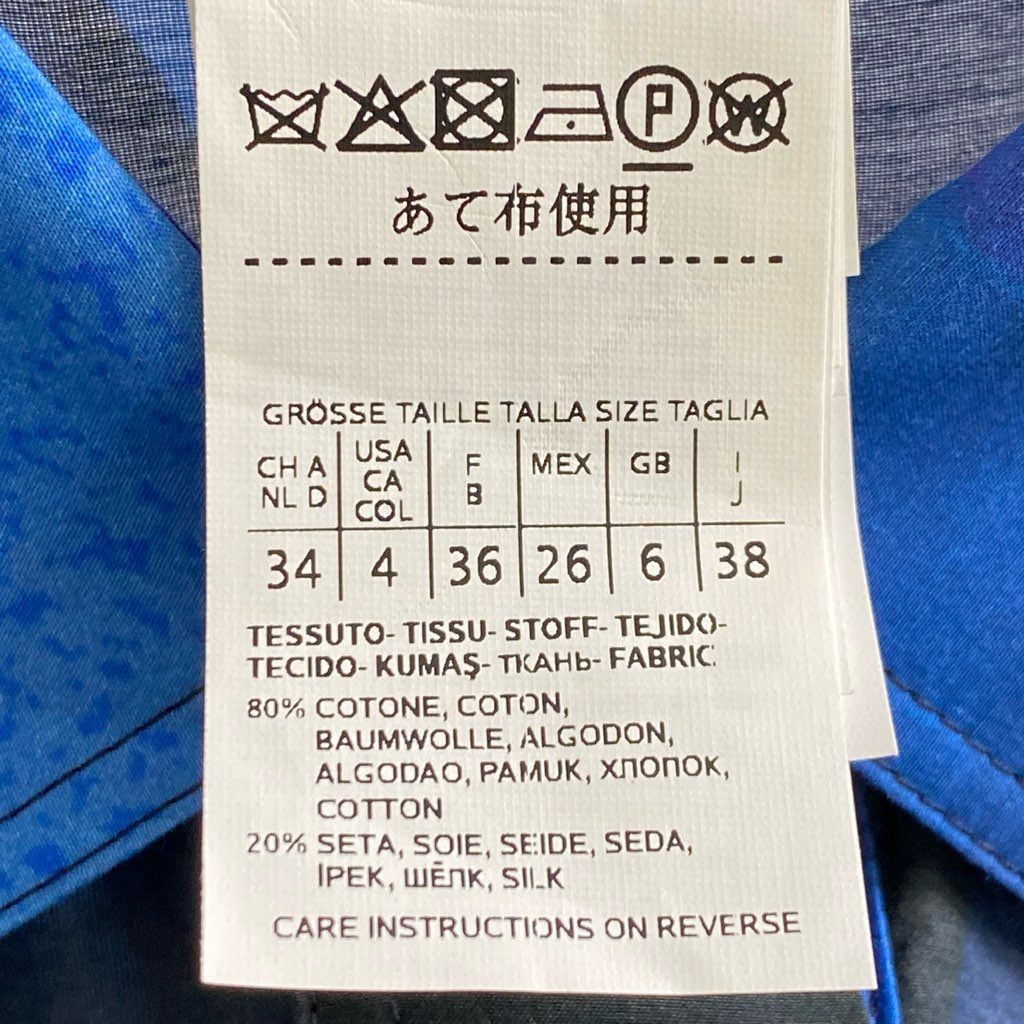 P W
あて布使用
GRÖSSE TAILLE TALLA SIZE TAGLIA
CH A NL D USA CA COL F B MEX GB I J
34 4 36 26 6 38
TESSUTO- TISSU- STOFF- TEJIDO-
TECIDO- KUMAŞ- ТКАНЬ- FABRIC:
80% COTONE, COTON,
BAUMWOLLE, ALGODON,
ALGODAO, PAMUK, ХЛОПОК,
COTTON
20% SETA, SOIE, SEIDE, SEDA,
İPEK, ШЁЛК, SILK
CARE INSTRUCTIONS ON REVERSE